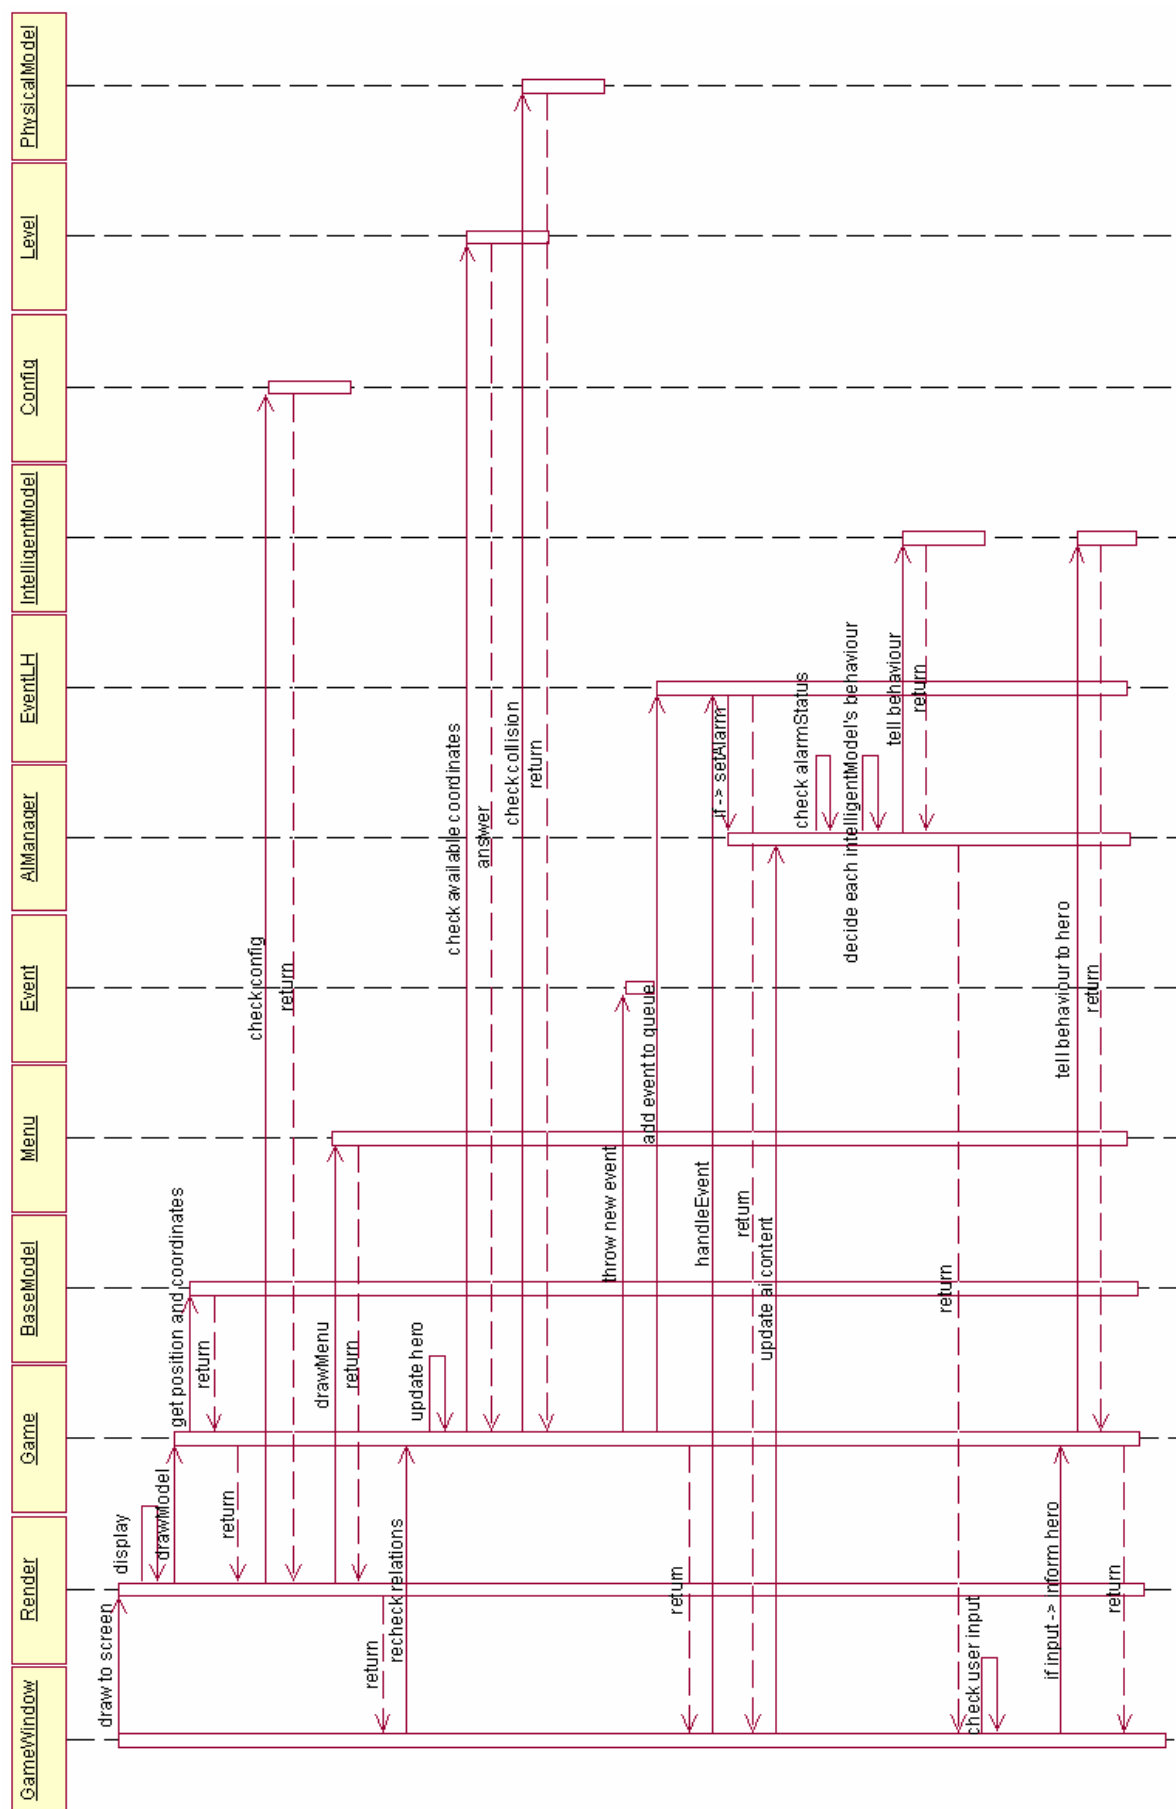 GameWindow
Render
Game
BaseModel
Menu
Event
AIManager
EventLH
IntelligentModel
Config
Level
PhysicalModel
draw to screen
display
drawModel
get position and coordinates
return
return
check config
return
drawMenu
return
return
recheck relations
update hero
check available coordinates
answer
check collision
return
throw new event
add event to queue
return
handleEvent
if -> setAlarm
return
update ai content
check alarmStatus
decide each intelligentModel's behaviour
tell behaviour
return
return
check user input
if input -> inform hero
tell behaviour to hero
return
return